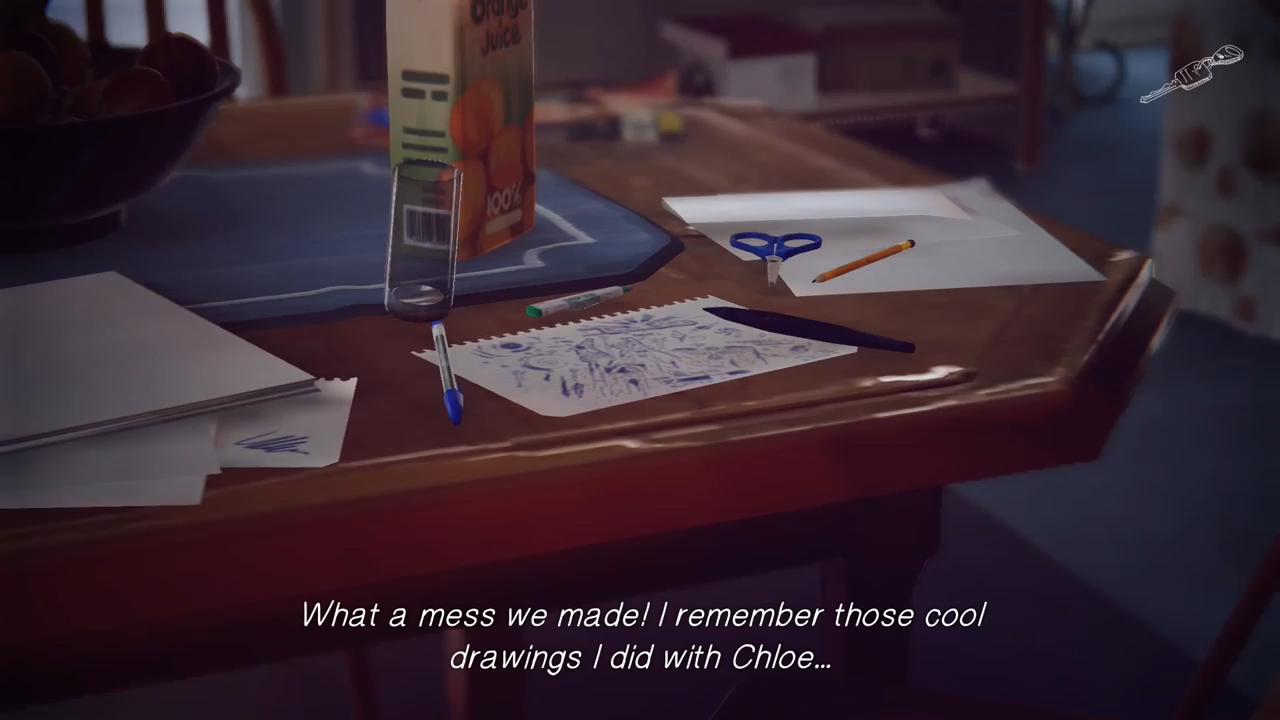 Orange
Juice
100%
What a mess we made! I remember those cool
drawings I did with Chloe...